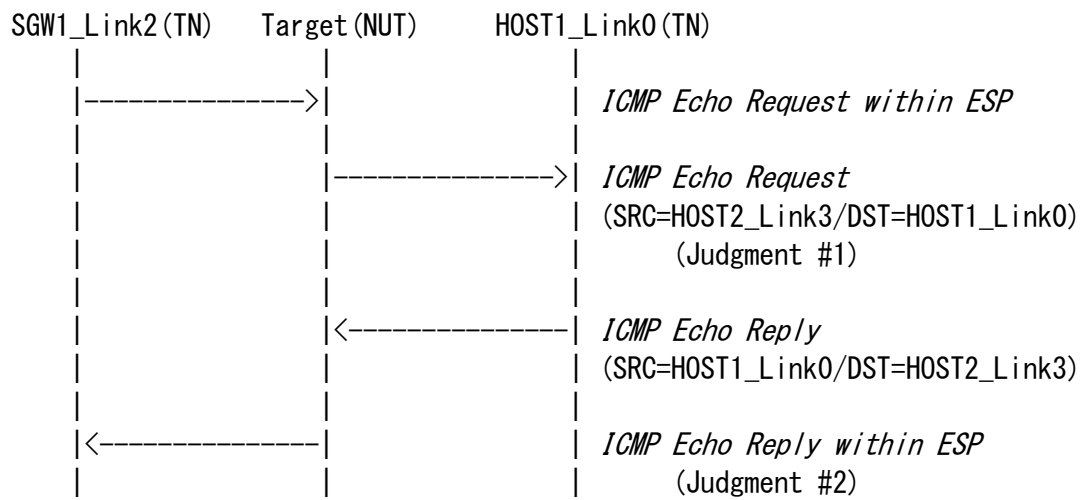 SGW1_Link2(TN) Target(NUT) HOST1_Link0(TN)
| | |
|--------------->| | ICMP Echo Request within ESP
| | |
| |--------------->| ICMP Echo Request
| | | (SRC=HOST2_Link3/DST=HOST1_Link0)
| | | (Judgment #1)
| | |
| |<---------------| ICMP Echo Reply
| | | (SRC=HOST1_Link0/DST=HOST2_Link3)
| | |
|<---------------| | ICMP Echo Reply within ESP
| | | (Judgment #2)